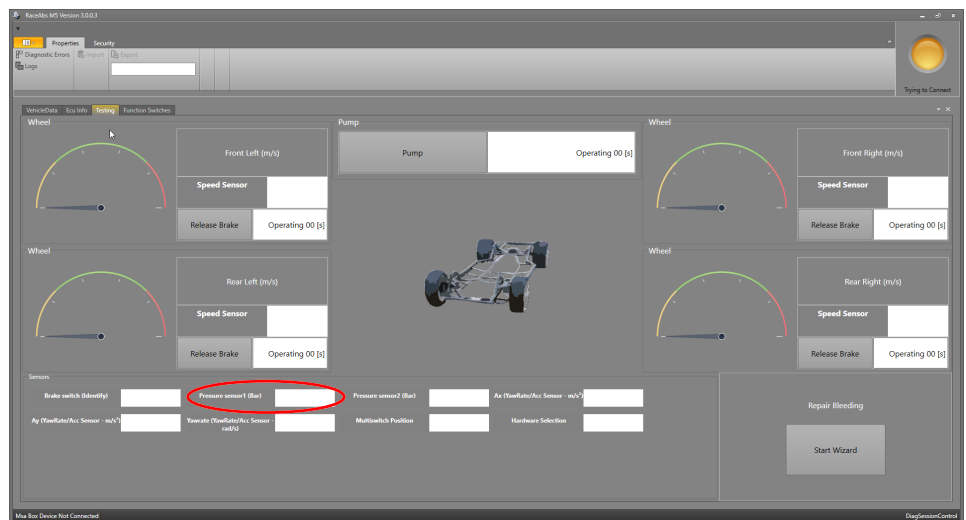 RaceAbs M5 Version 3.0.0.3
Properties Security
Diagnostic Errors Import Export
Logs
Trying to Connect
VehicleData Ecu Info Testing Function Switches
Wheel
Front Left (m/s)
Speed Sensor
Release Brake Operating 00 [s]
Pump
Pump Operating 00 [s]
Wheel
Front Right (m/s)
Speed Sensor
Release Brake Operating 00 [s]
Wheel
Rear Left (m/s)
Speed Sensor
Release Brake Operating 00 [s]
Wheel
Rear Right (m/s)
Speed Sensor
Release Brake Operating 00 [s]
Sensors
Brake switch (Identify) Pressure sensor1 (Bar) Pressure sensor2 (Bar) Ax (YawRate/Acc Sensor - m/s²)
Ay (YawRate/Acc Sensor - m/s²) Yawrate (YawRate/Acc Sensor - Multiswitch Position Hardware Selection
rad/s)
Repair Bleeding
Start Wizard
Msa Box Device Not Connected DiagSessionControl